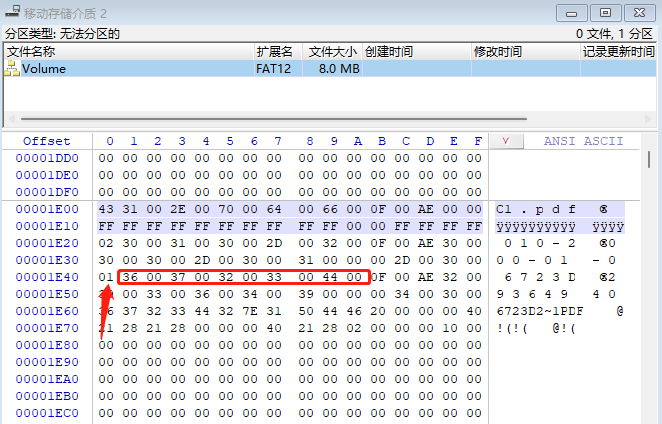 移动存储介质 2
分区类型: 无法分区的 0 文件, 1 分区
文件名称 扩展名 文件大小 创建时间 修改时间 记录更新时间
Volume FAT12 8.0 MB
Offset 0 1 2 3 4 5 6 7 8 9 A B C D E F ANSI ASCII
00001DD0 00 00 00 00 00 00 00 00 00 00 00 00 00 00 00 00
00001DE0 00 00 00 00 00 00 00 00 00 00 00 00 00 00 00 00
00001DF0 00 00 00 00 00 00 00 00 00 00 00 00 00 00 00 00
00001E00 43 31 00 2E 00 70 00 64 00 66 00 0F 00 AE 00 00 C1 . p d f ®
00001E10 FF FF FF FF FF FF FF FF FF FF 00 00 FF FF FF FF ÿÿÿÿÿÿÿÿÿÿ ÿÿÿÿ
00001E20 02 30 00 31 00 30 00 2D 00 32 00 0F 00 AE 30 00 0 1 0 - 2 ®0
00001E30 30 00 30 00 2D 00 30 00 31 00 00 00 2D 00 30 00 0 0 - 0 1 - 0
00001E40 01 36 00 37 00 32 00 33 00 44 00 0F 00 AE 32 00 6 7 2 3 D ®2
00001E50 00 33 00 36 00 34 00 39 00 00 00 34 00 30 00 9 3 6 4 9 4 0
00001E60 36 37 32 33 44 32 7E 31 50 44 46 20 00 00 00 40 6723D2~1PDF @
00001E70 21 28 21 28 00 00 00 40 21 28 02 00 00 00 10 00 !(!( @!(
00001E80 00 00 00 00 00 00 00 00 00 00 00 00 00 00 00 00
00001E90 00 00 00 00 00 00 00 00 00 00 00 00 00 00 00 00
00001EA0 00 00 00 00 00 00 00 00 00 00 00 00 00 00 00 00
00001EB0 00 00 00 00 00 00 00 00 00 00 00 00 00 00 00 00
00001EC0 00 00 00 00 00 00 00 00 00 00 00 00 00 00 00 00